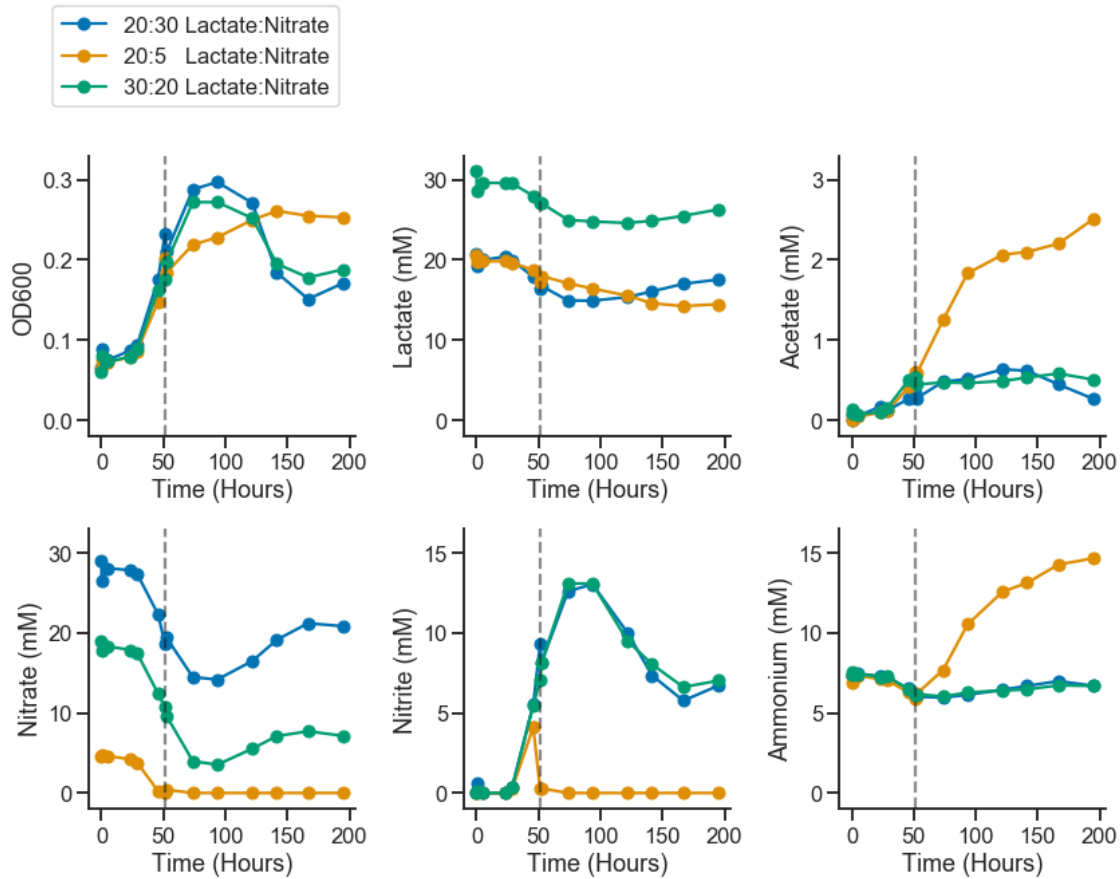 20:30 Lactate:Nitrate
20:5 Lactate:Nitrate
30:20 Lactate:Nitrate
0.3
0.2
0.1
0.0
OD600
0 50 100 150 200
Time (Hours)
30
20
10
0
Lactate (mM)
0 50 100 150 200
Time (Hours)
3
2
1
0
Acetate (mM)
0 50 100 150 200
Time (Hours)
30
20
10
0
Nitrate (mM)
0 50 100 150 200
Time (Hours)
15
10
5
0
Nitrite (mM)
0 50 100 150 200
Time (Hours)
15
10
5
0
Ammonium (mM)
0 50 100 150 200
Time (Hours)